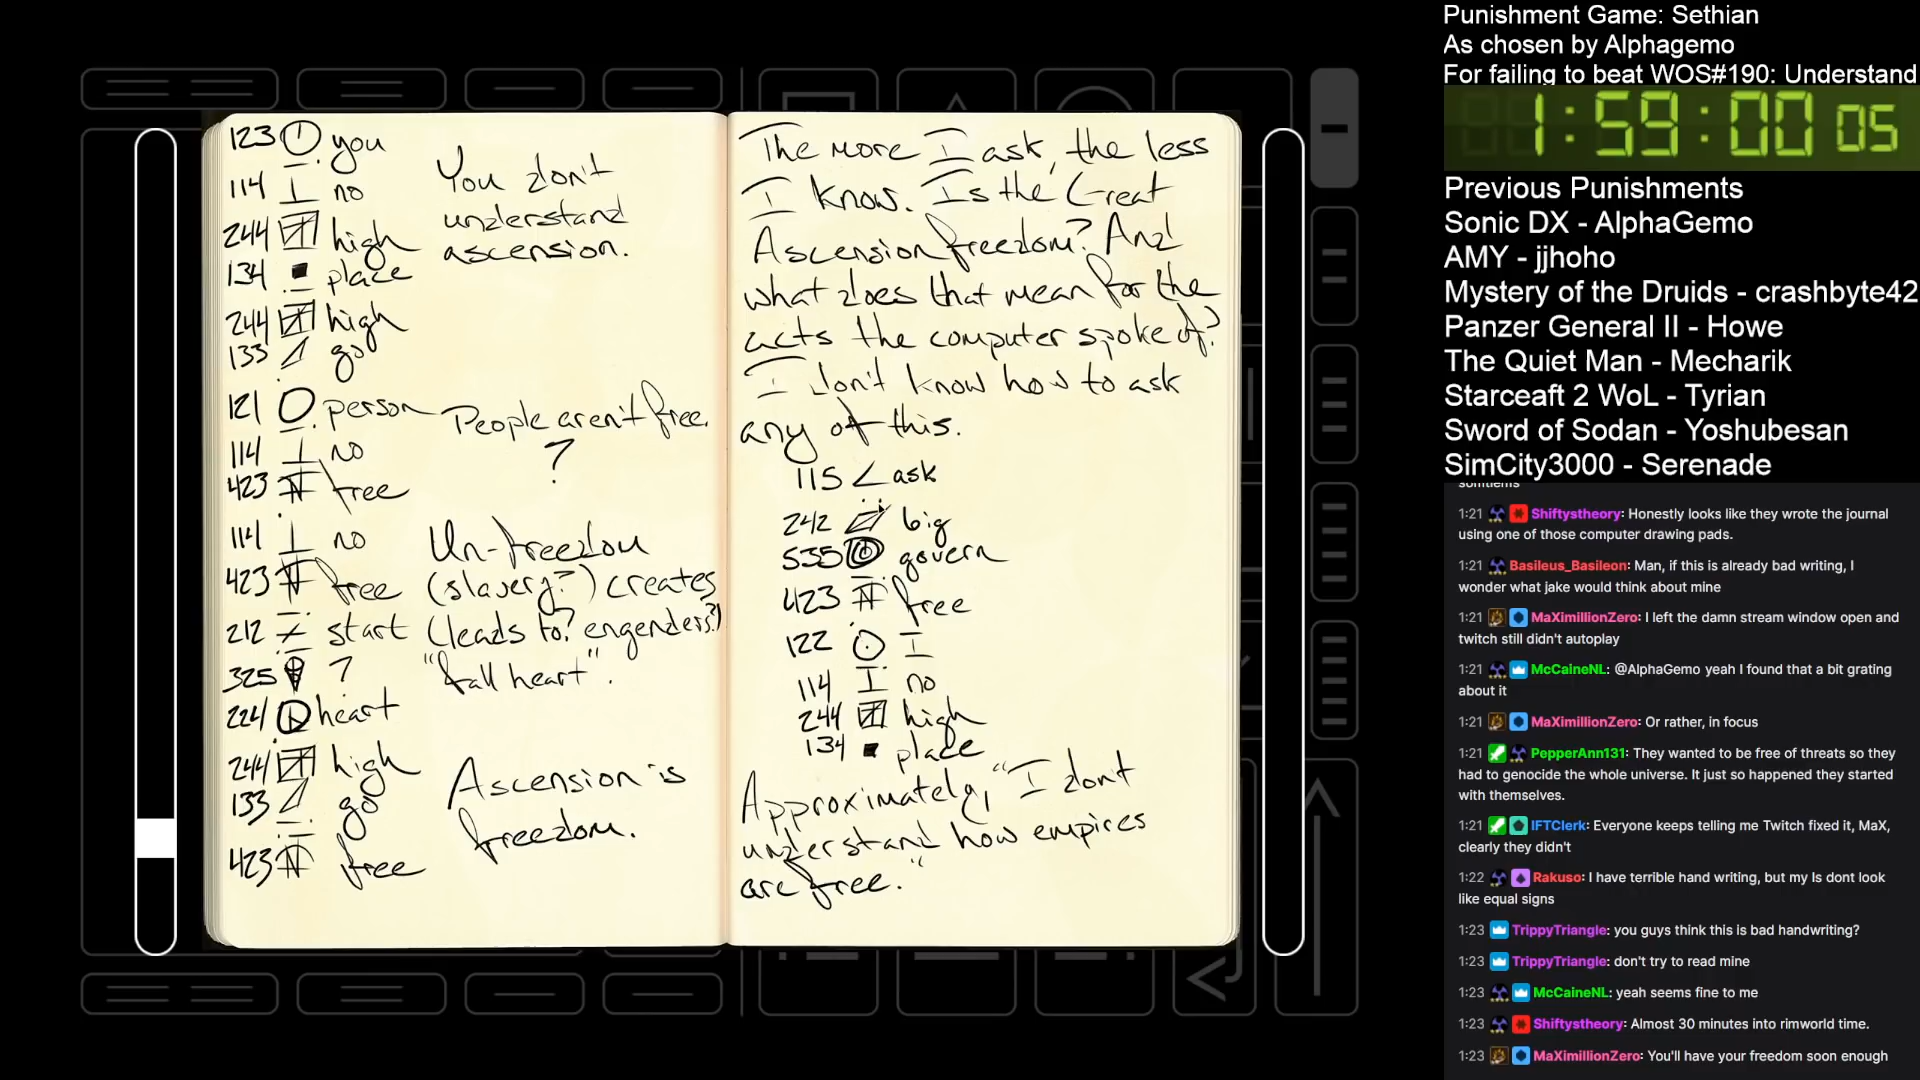 123 you
114 no
244 high
134 place
244 high
133 go
You don't
understand
ascension.
121 person
114 no
423 free
People aren't free.
?
114 no
423 free
212 start
325 ?
224 heart
Un-freedom
(slavery?) creates
(leads to? engenders?)
"fall heart".
244 high
133 go
423 free
Ascension is
freedom.
The more I ask, the less
I know. Is the Great
Ascension freedom? And
what does that mean for the
acts the computer spoke of?
I don't know how to ask
any of this.
115 ask
242 big
535 govern
423 free
122 I
114 no
244 high
134 place
Approximately, "I dont
understand how empires
are free."
Punishment Game: Sethian
As chosen by Alphagemo
For failing to beat WOS#190: Understand
1:59:00 05
Previous Punishments
Sonic DX - AlphaGemo
AMY - jjhoho
Mystery of the Druids - crashbyte42
Panzer General II - Howe
The Quiet Man - Mecharik
Starceaft 2 WoL - Tyrian
Sword of Sodan - Yoshubesan
SimCity3000 - Serenade
1:21 Shiftystheory: Honestly looks like they wrote the journal
using one of those computer drawing pads.
1:21 Basileus_Basileon: Man, if this is already bad writing, I
wonder what jake would think about mine
1:21 MaXimillionZero: I left the damn stream window open and
twitch still didn't autoplay
1:21 McCaineNL: @AlphaGemo yeah I found that a bit grating
about it
1:21 MaXimillionZero: Or rather, in focus
1:21 PepperAnn131: They wanted to be free of threats so they
had to genocide the whole universe. It just so happened they started
with themselves.
1:21 IFTClerk: Everyone keeps telling me Twitch fixed it, MaX,
clearly they didn't
1:22 Rakuso: I have terrible hand writing, but my Is dont look
like equal signs
1:23 TrippyTriangle: you guys think this is bad handwriting?
1:23 TrippyTriangle: don't try to read mine
1:23 McCaineNL: yeah seems fine to me
1:23 Shiftystheory: Almost 30 minutes into rimworld time.
1:23 MaXimillionZero: You'll have your freedom soon enough